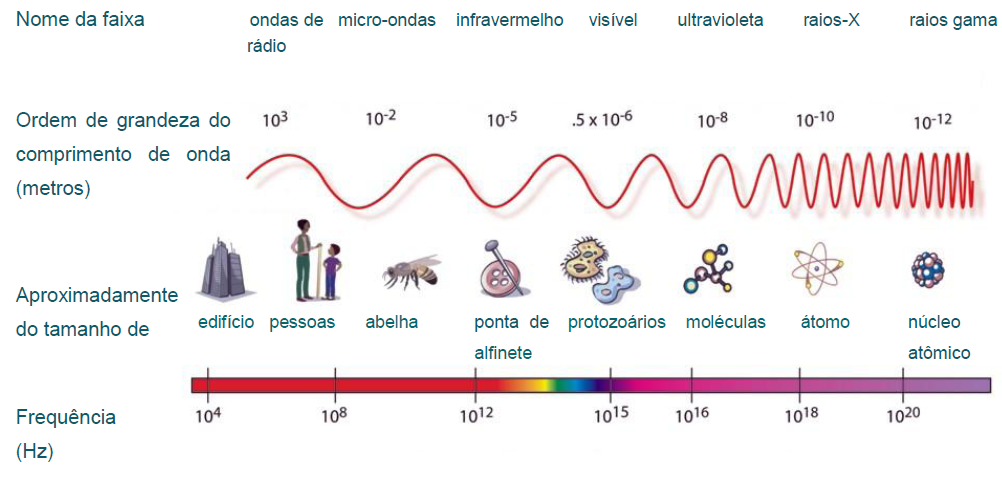 Nome da faixa ondas de rádio micro-ondas infravermelho visível ultravioleta raios-X raios gama
Ordem de grandeza do comprimento de onda (metros) 10³ 10⁻² 10⁻⁵ .5 x 10⁻⁶ 10⁻⁸ 10⁻¹⁰ 10⁻¹²
Aproximadamente do tamanho de edifício pessoas abelha ponta de alfinete protozoários moléculas átomo núcleo atômico
Frequência (Hz) 10⁴ 10⁸ 10¹² 10¹⁵ 10¹⁶ 10¹⁸ 10²⁰